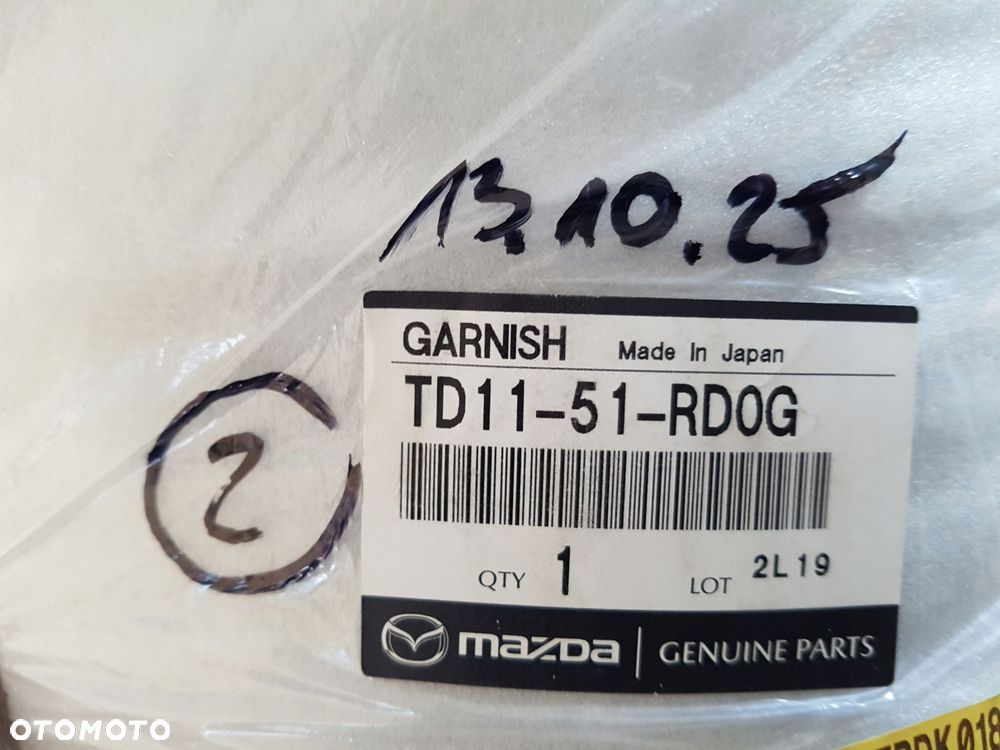 13.10.25
GARNISH Made In Japan
TD11-51-RD0G
2
QTY 1 LOT 2L19
mazda GENUINE PARTS
OTOMOTO